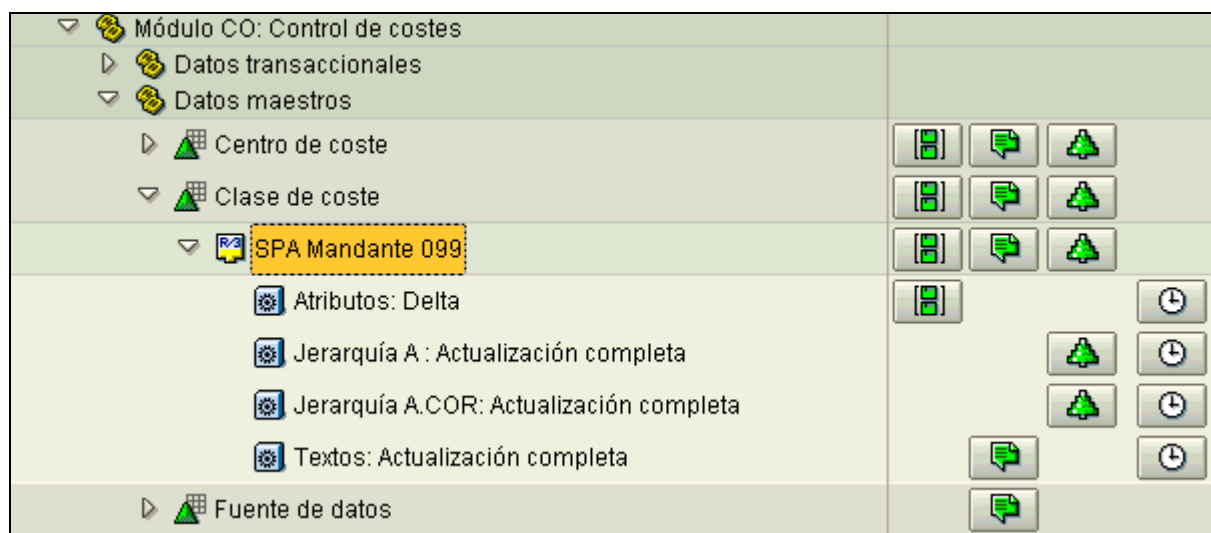 Módulo CO: Control de costes
Datos transaccionales
Datos maestros
Centro de coste
Clase de coste
R/3 SPA Mandante 099
Atributos: Delta
Jerarquía A : Actualización completa
Jerarquía A.COR: Actualización completa
Textos: Actualización completa
Fuente de datos